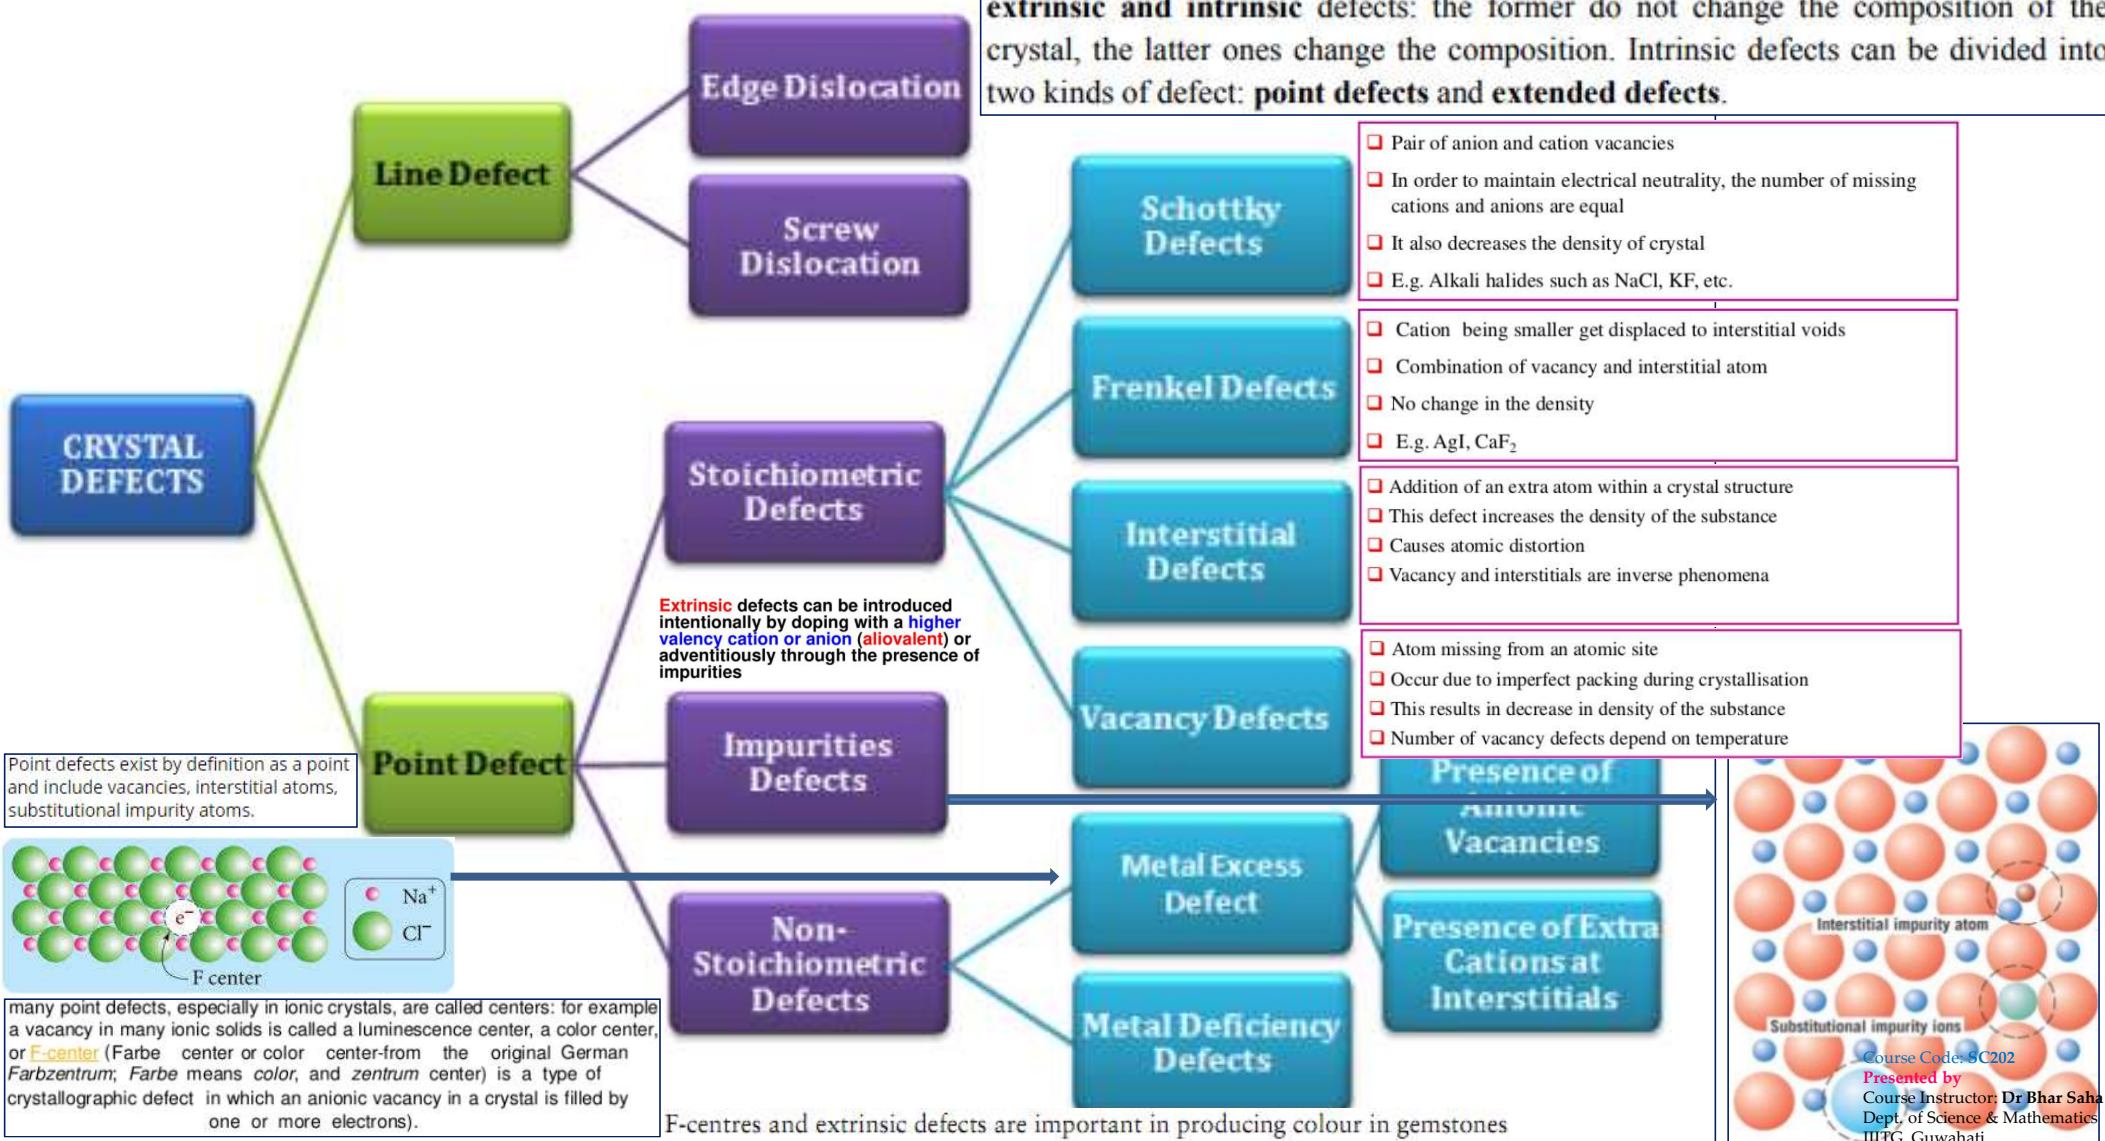 extrinsic and intrinsic defects: the former do not change the composition of the
crystal, the latter ones change the composition. Intrinsic defects can be divided into
two kinds of defect: point defects and extended defects.
Edge Dislocation
Line Defect
Screw
Dislocation
Schottky
Defects
❑ Pair of anion and cation vacancies
❑ In order to maintain electrical neutrality, the number of missing
cations and anions are equal
❑ It also decreases the density of crystal
❑ E.g. Alkali halides such as NaCl, KF, etc.
Frenkel Defects
❑ Cation being smaller get displaced to interstitial voids
❑ Combination of vacancy and interstitial atom
❑ No change in the density
❑ E.g. AgI, CaF₂
CRYSTAL
DEFECTS
Stoichiometric
Defects
Interstitial
Defects
❑ Addition of an extra atom within a crystal structure
❑ This defect increases the density of the substance
❑ Causes atomic distortion
❑ Vacancy and interstitials are inverse phenomena
Extrinsic defects can be introduced
intentionally by doping with a higher
valency cation or anion (aliovalent) or
adventitiously through the presence of
impurities
Vacancy Defects
❑ Atom missing from an atomic site
❑ Occur due to imperfect packing during crystallisation
❑ This results in decrease in density of the substance
❑ Number of vacancy defects depend on temperature
Point Defect
Impurities
Defects
Point defects exist by definition as a point
and include vacancies, interstitial atoms,
substitutional impurity atoms.
Presence of
Anionic
Vacancies
Metal Excess
Defect
Na⁺
Cl⁻
e⁻
F center
Non-
Stoichiometric
Defects
Presence of Extra
Cations at
Interstitials
Metal Deficiency
Defects
Interstitial impurity atom
Substitutional impurity ions
many point defects, especially in ionic crystals, are called centers: for example
a vacancy in many ionic solids is called a luminescence center, a color center,
or F-center (Farbe center or color center-from the original German
Farbzentrum; Farbe means color, and zentrum center) is a type of
crystallographic defect in which an anionic vacancy in a crystal is filled by
one or more electrons).
F-centres and extrinsic defects are important in producing colour in gemstones
Course Code: SC202
Presented by
Course Instructor: Dr Bhar Saha
Dept. of Science & Mathematics
IIITG, Guwahati